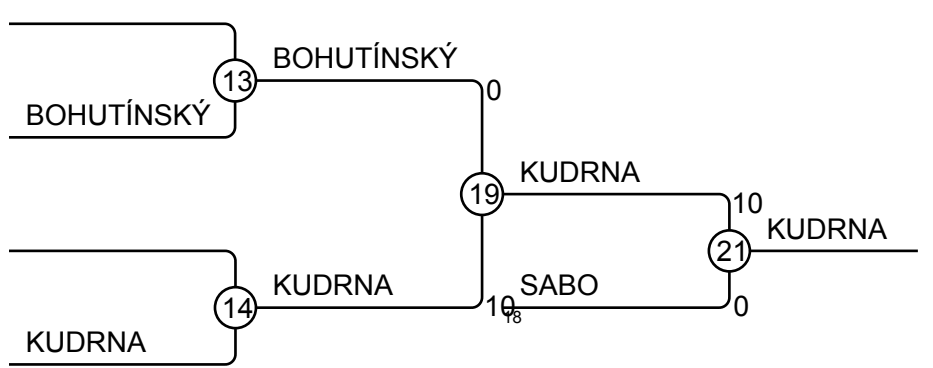 BOHUTÍNSKÝ
13
0
BOHUTÍNSKÝ
KUDRNA
19
10
KUDRNA
21
KUDRNA
SABO
14
10
18
0
KUDRNA